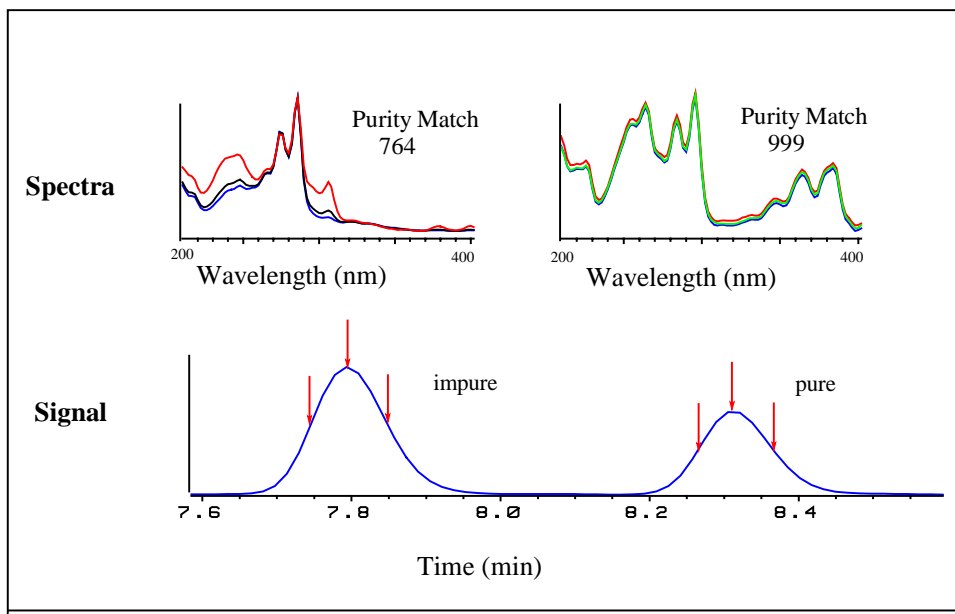 Purity Match
764
Purity Match
999
Spectra
200
400
200
400
Wavelength (nm)
Wavelength (nm)
impure
pure
Signal
7.6
7.8
8.0
8.2
8.4
Time (min)